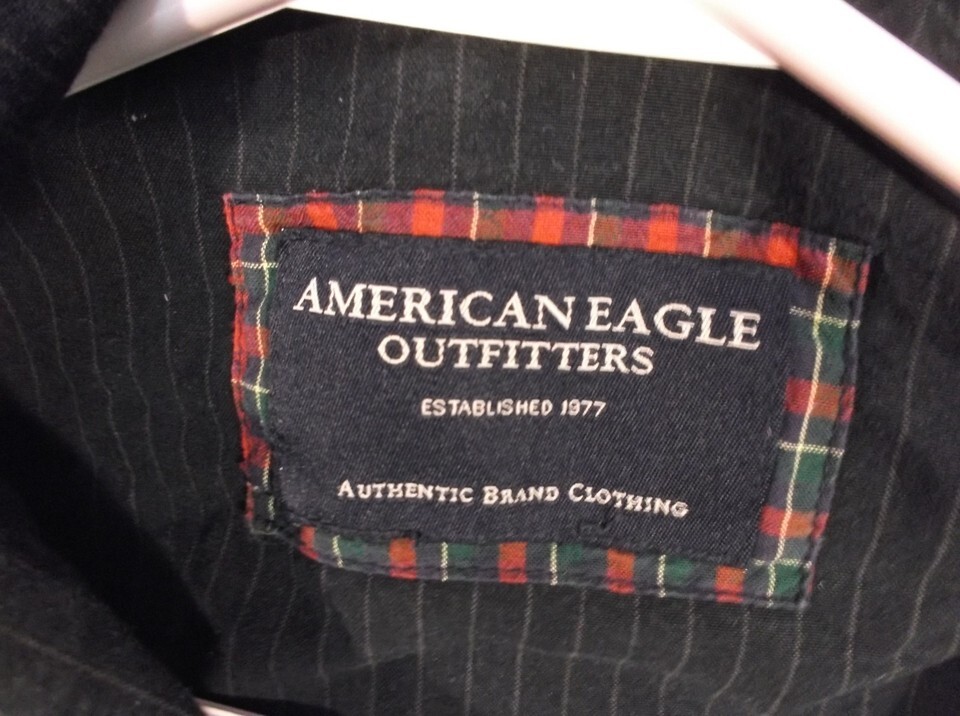 AMERICAN EAGLE
OUTFITTERS
ESTABLISHED 1977
AUTHENTIC BRAND CLOTHING